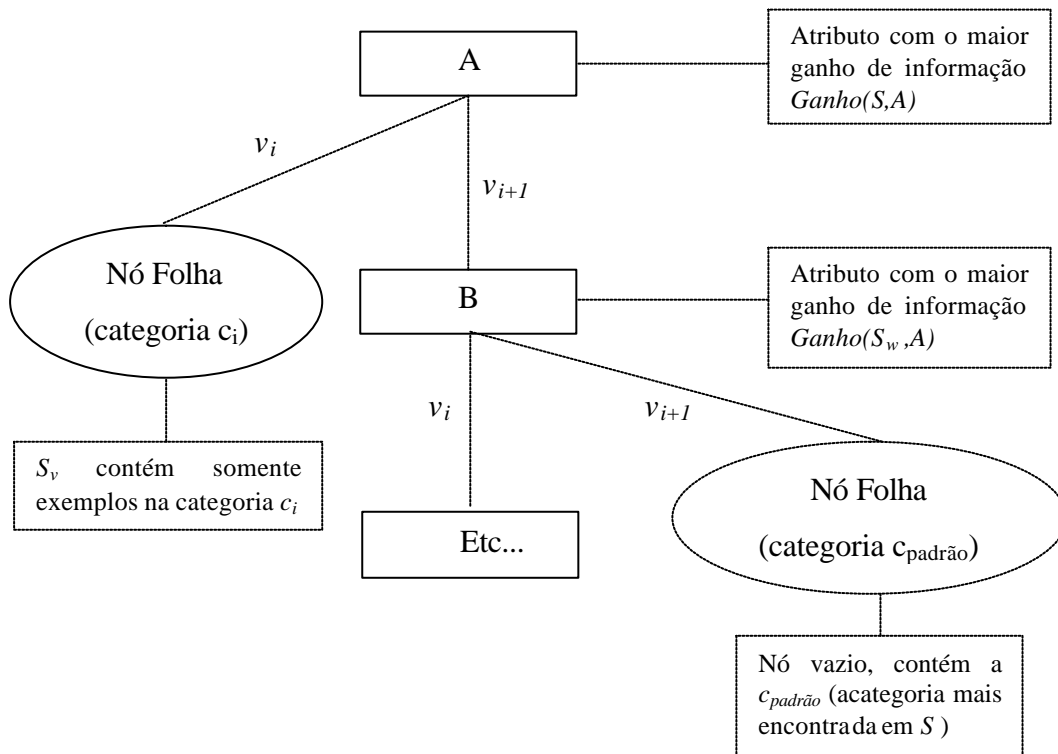 A
Atributo com o maior
ganho de informação
Ganho(S,A)
v_i
v_{i+1}
Nó Folha
(categoria c_i)
B
Atributo com o maior
ganho de informação
Ganho(S_w ,A)
v_i
v_{i+1}
S_v contém somente
exemplos na categoria c_i
Nó Folha
(categoria c_padrão)
Etc...
Nó vazio, contém a
c_padrão (acategoria mais
encontrada em S )